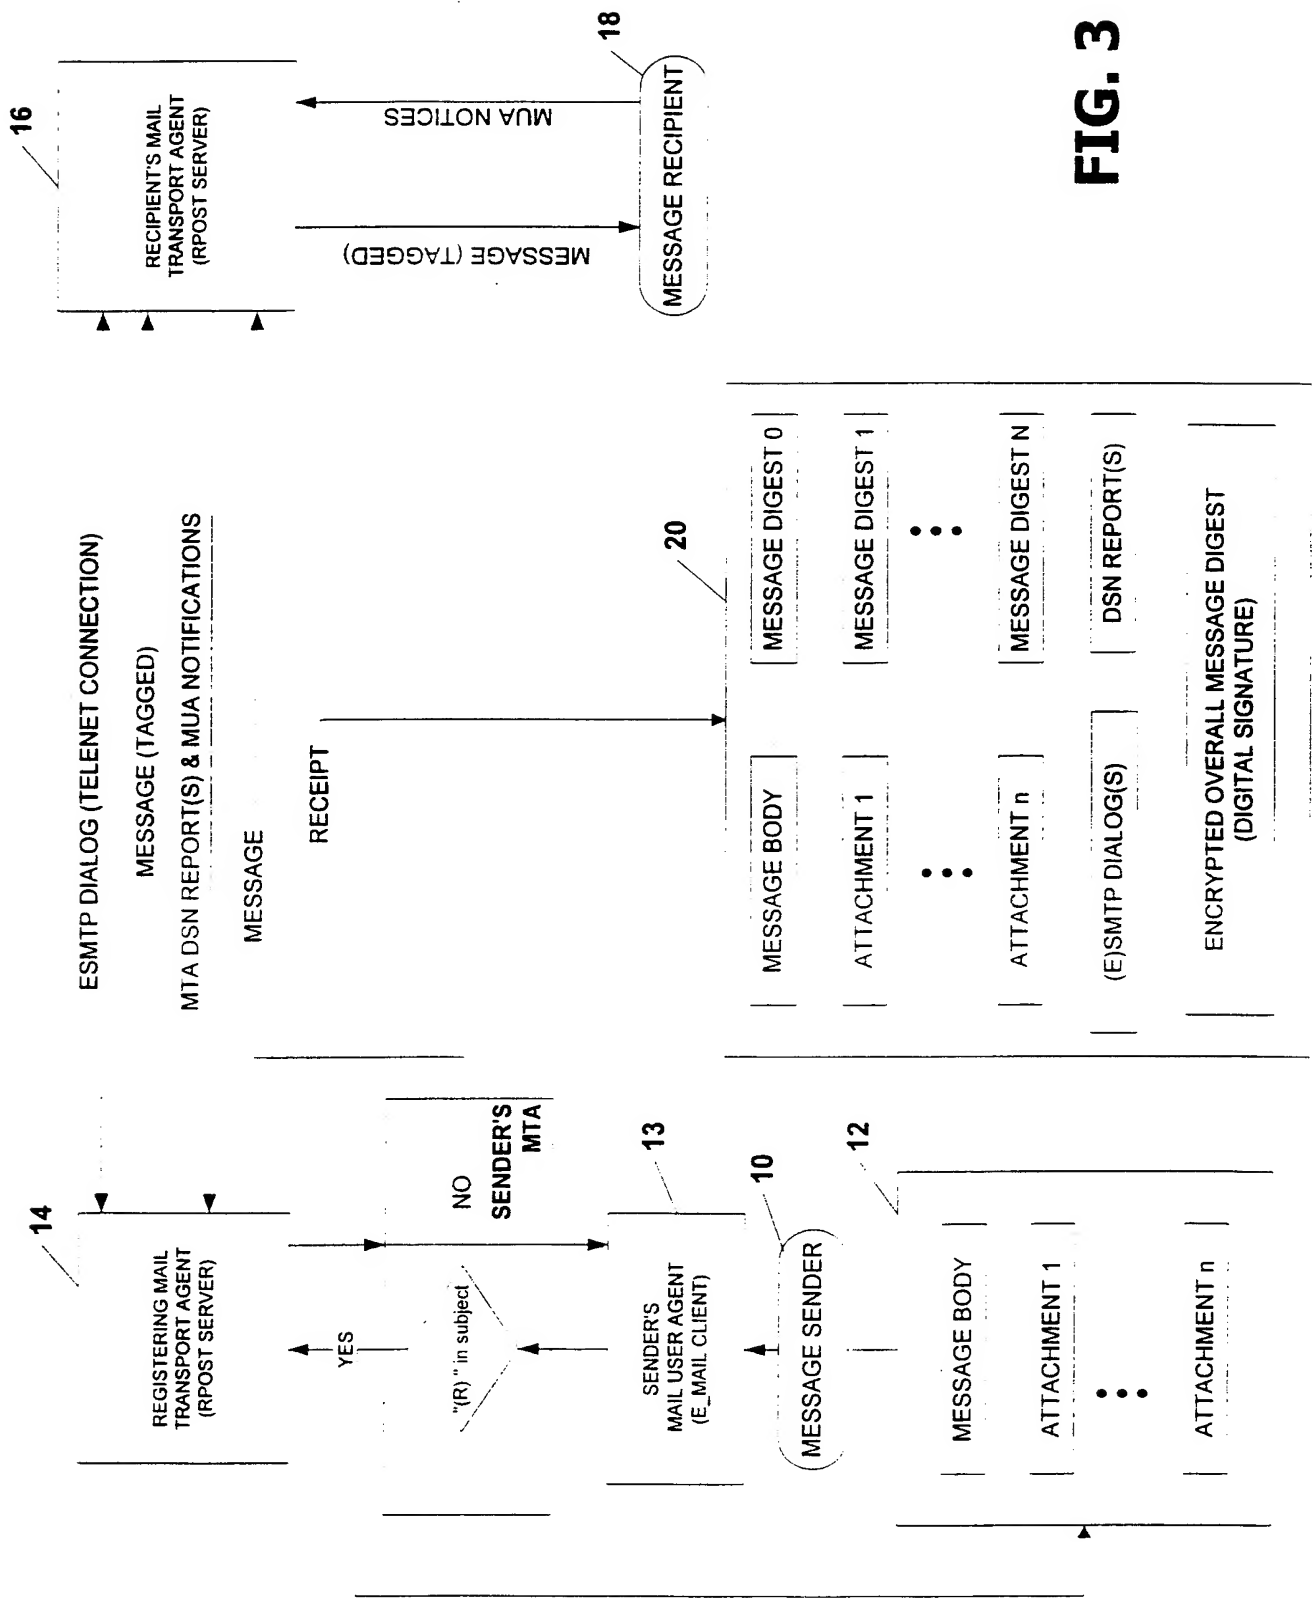 14
REGISTERING MAIL
TRANSPORT AGENT
(RPOST SERVER)
YES
"(R) " in subject
NO
SENDER'S
MTA
13
SENDER'S
MAIL USER AGENT
(E_MAIL CLIENT)
10
MESSAGE SENDER
12
MESSAGE BODY
ATTACHMENT 1
ATTACHMENT n
ESMTP DIALOG (TELENET CONNECTION)
MESSAGE (TAGGED)
MTA DSN REPORT(S) & MUA NOTIFICATIONS
MESSAGE
RECEIPT
20
MESSAGE BODY
MESSAGE DIGEST 0
ATTACHMENT 1
MESSAGE DIGEST 1
ATTACHMENT n
MESSAGE DIGEST N
(E)SMTP DIALOG(S)
DSN REPORT(S)
ENCRYPTED OVERALL MESSAGE DIGEST
(DIGITAL SIGNATURE)
16
RECIPIENT'S MAIL
TRANSPORT AGENT
(RPOST SERVER)
MESSAGE (TAGGED)
MUA NOTICES
18
MESSAGE RECIPIENT
FIG. 3